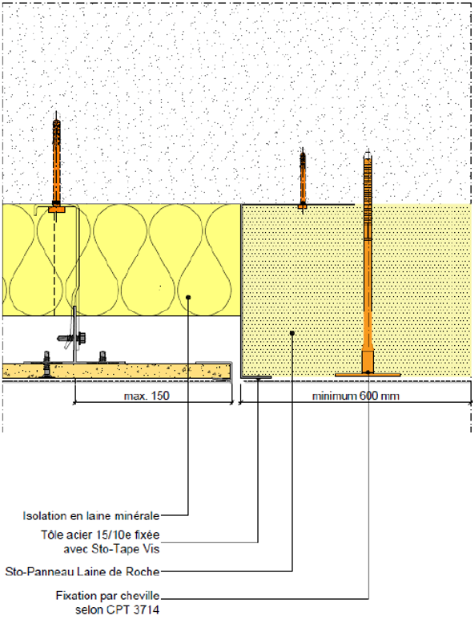 max. 150
minimum 600 mm
Isolation en laine minérale
Tôle acier 15/10e fixée
avec Sto-Tape Vis
Sto-Panneau Laine de Roche
Fixation par cheville
selon CPT 3714